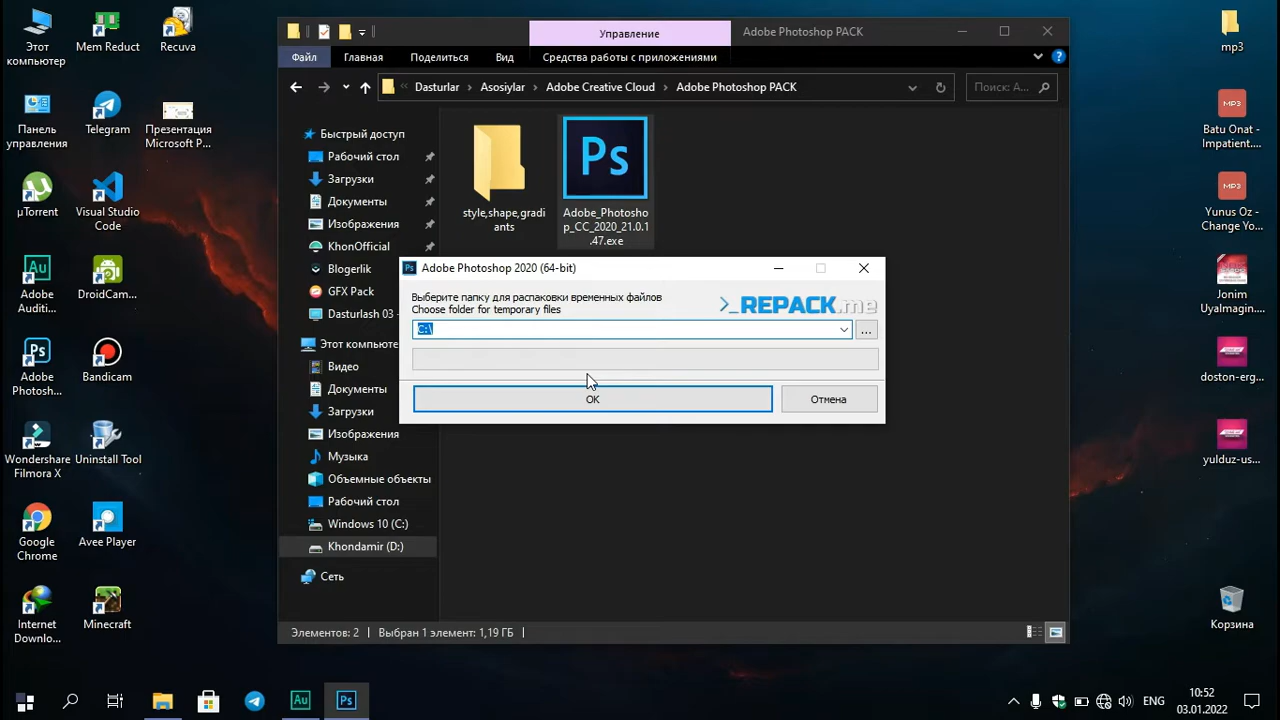 Этот
компьютер
Mem Reduct
Recuva
Панель
управления
Telegram
Презентация
Microsoft P...
µTorrent
Visual Studio
Code
Adobe
Auditi...
DroidCam...
Adobe
Photosh...
Bandicam
Wondershare
Filmora X
Uninstall Tool
Google
Chrome
Avee Player
Internet
Downlo...
Minecraft
Управление
Adobe Photoshop PACK
Файл
Главная
Поделиться
Вид
Средства работы с приложениями
Dasturlar
Asosiylar
Adobe Creative Cloud
Adobe Photoshop PACK
Поиск: A...
Быстрый доступ
Рабочий стол
Загрузки
Документы
Изображения
KhonOfficial
Blogerlik
GFX Pack
Dasturlash 03 -
Этот компьюте
Видео
Документы
Загрузки
Изображения
Музыка
Объемные объекты
Рабочий стол
Windows 10 (C:)
Khondamir (D:)
Сеть
style,shape,gradi
ants
Ps
Adobe_Photosho
p_CC_2020_21.0.1
.47.exe
Adobe Photoshop 2020 (64-bit)
Выберите папку для распаковки временных файлов
Choose folder for temporary files
>_REPACK.me
C:\
...
OK
Отмена
Элементов: 2
Выбран 1 элемент: 1,19 ГБ
mp3
MP3
Batu Onat -
Impatient....
MP3
Yunus Oz -
Change Yo...
Jonim
Uyalmagin....
doston-erg...
yulduz-us...
Корзина
Au
Ps
ENG
10:52
03.01.2022